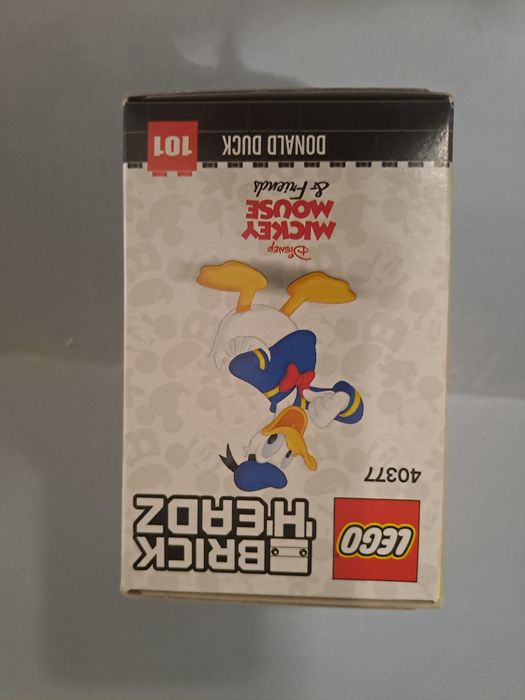 LEGO
BRICK
HEADZ
40377
Disney
MICKEY
MOUSE
& Friends
DONALD DUCK
101